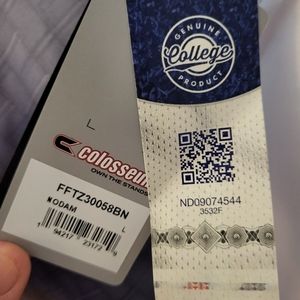 GENUINE
College
PRODUCT
L
colosseum
OWN THE STANDS
FFTZ30058BN
NODAM
L
ND09074544
3532F